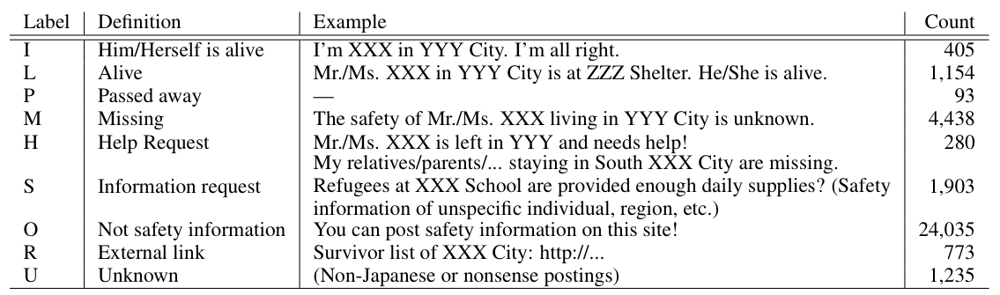 Label Definition Example Count
I Him/Herself is alive I'm XXX in YYY City. I'm all right. 405
L Alive Mr./Ms. XXX in YYY City is at ZZZ Shelter. He/She is alive. 1,154
P Passed away — 93
M Missing The safety of Mr./Ms. XXX living in YYY City is unknown. 4,438
H Help Request Mr./Ms. XXX is left in YYY and needs help! 280
My relatives/parents/... staying in South XXX City are missing.
S Information request Refugees at XXX School are provided enough daily supplies? (Safety 1,903
information of unspecific individual, region, etc.)
O Not safety information You can post safety information on this site! 24,035
R External link Survivor list of XXX City: http://... 773
U Unknown (Non-Japanese or nonsense postings) 1,235